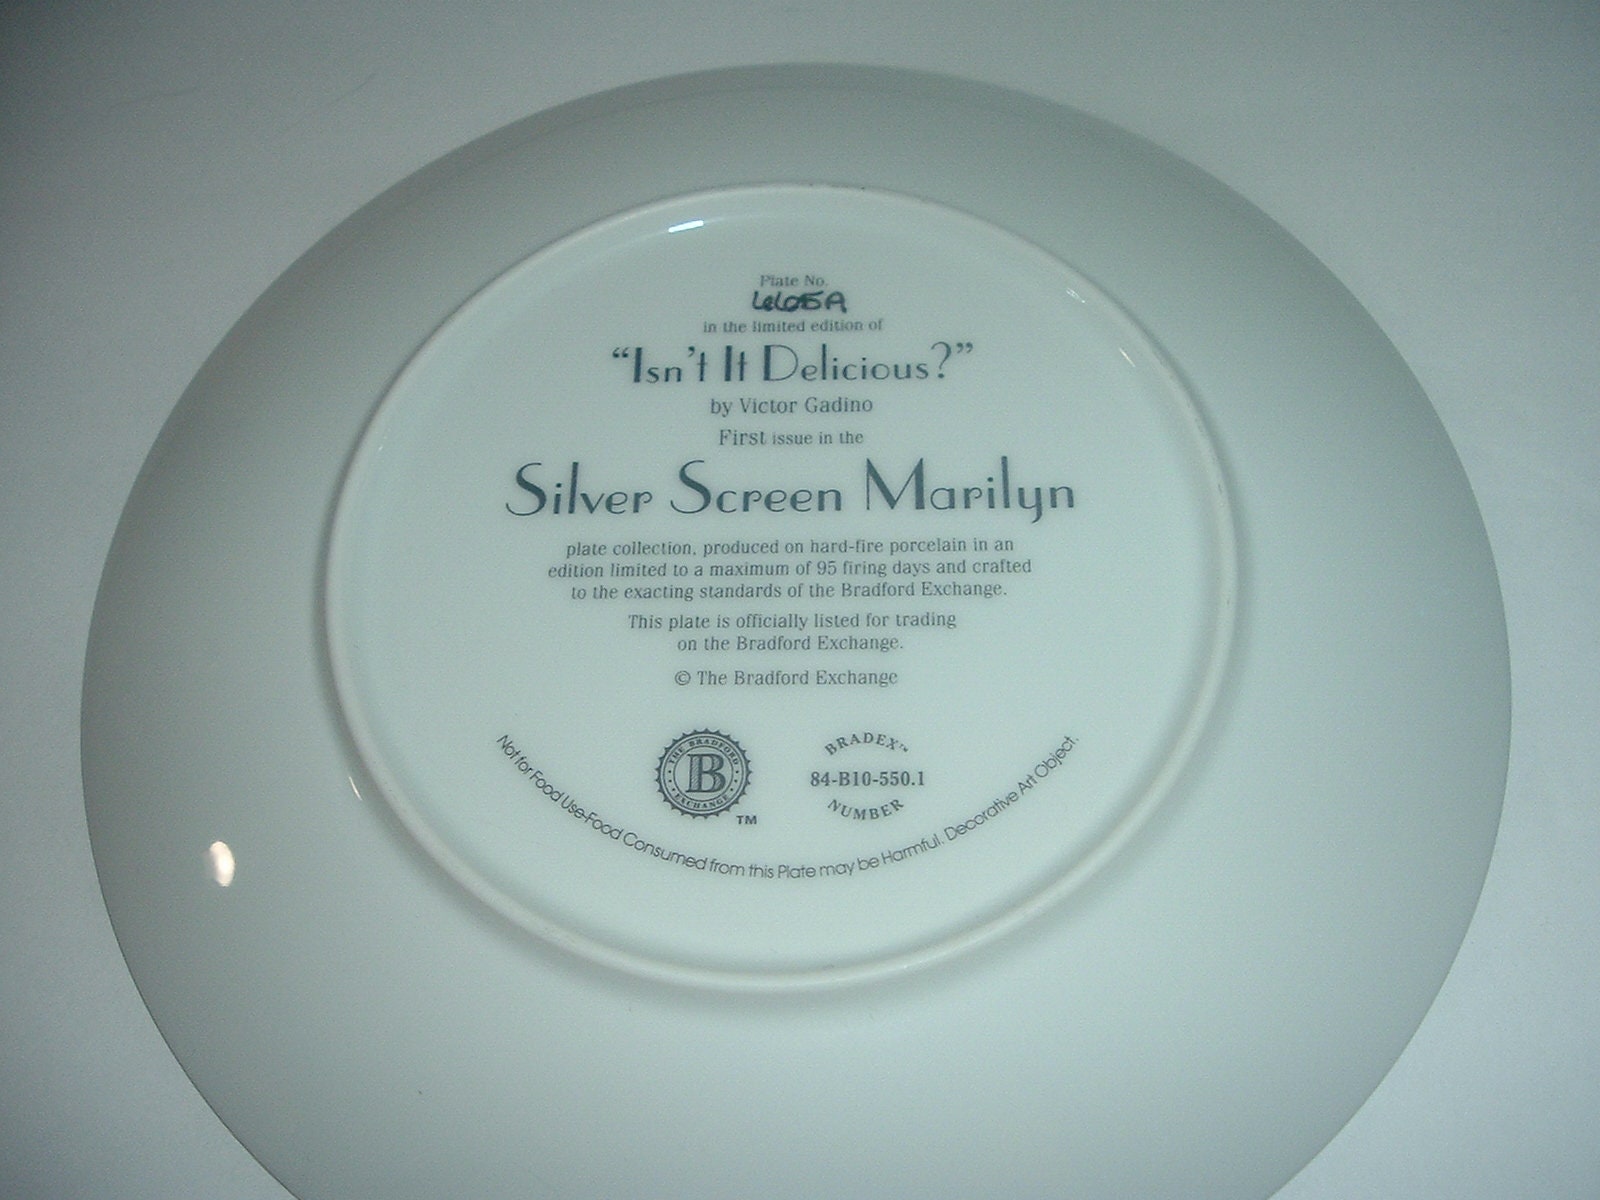 Plate No.
in the limited edition of
“Isn’t It Delicious?”
by Victor Gadino
First issue in the
Silver Screen Marilyn
plate collection, produced on hard-fire porcelain in an
edition limited to a maximum of 95 firing days and crafted
to the exacting standards of the Bradford Exchange.
This plate is officially listed for trading
on the Bradford Exchange.
© The Bradford Exchange
THE BRADFORD
B
EXCHANGE
TM
BRADEX™
84-B10-550.1
NUMBER
Not for Food Use-Food Consumed from this Plate may be Harmful. Decorative Art Object.